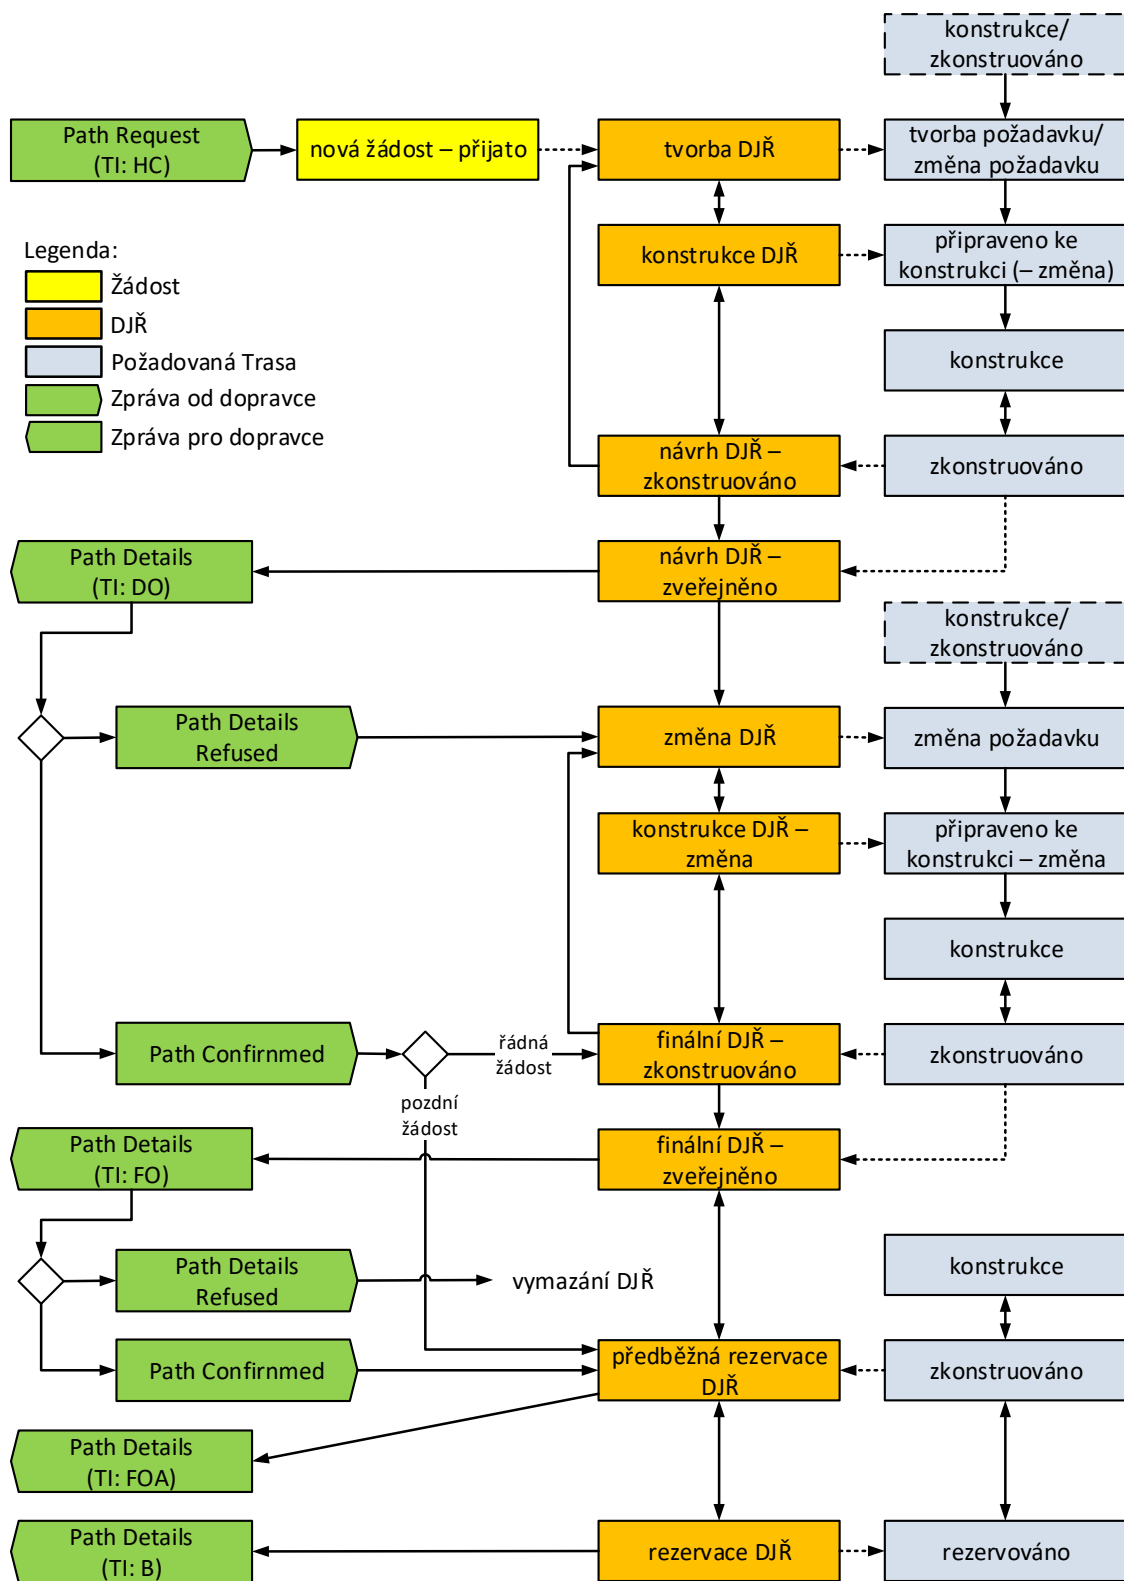 konstrukce/
zkonstruováno
Path Request
(TI: HC)
nová žádost – přijato
tvorba DJŘ
tvorba požadavku/
změna požadavku
Legenda:
Žádost
DJŘ
Požadovaná Trasa
Zpráva od dopravce
Zpráva pro dopravce
konstrukce DJŘ
připraveno ke
konstrukci (– změna)
konstrukce
návrh DJŘ –
zkonstruováno
zkonstruováno
Path Details
(TI: DO)
návrh DJŘ –
zveřejněno
konstrukce/
zkonstruováno
Path Details
Refused
změna DJŘ
změna požadavku
konstrukce DJŘ –
změna
připraveno ke
konstrukci – změna
konstrukce
Path Confirnmed
řádná
žádost
finální DJŘ –
zkonstruováno
zkonstruováno
pozdní
žádost
Path Details
(TI: FO)
finální DJŘ –
zveřejněno
Path Details
Refused
vymazání DJŘ
konstrukce
Path Confirnmed
předběžná rezervace
DJŘ
zkonstruováno
Path Details
(TI: FOA)
Path Details
(TI: B)
rezervace DJŘ
rezervováno